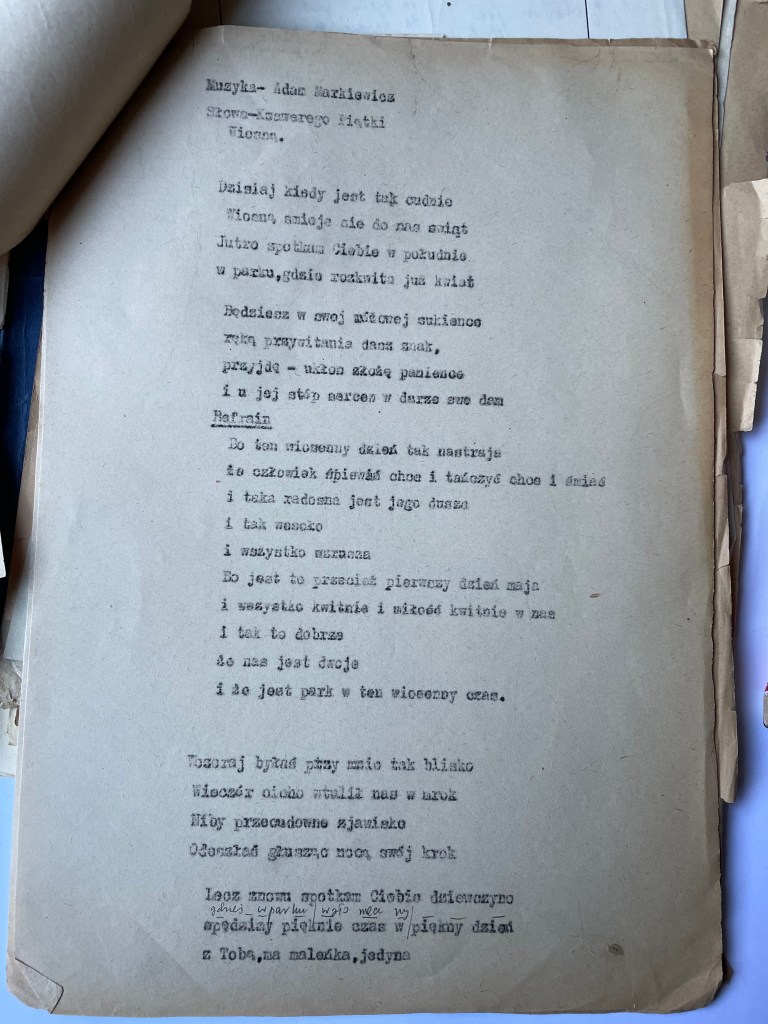 Muzyka- Adam Markiewicz
Słowa-Ksawerego Piątki
Wiosną.
Dzisiaj kiedy jest tak cudnie
Wiosną smieje sie do nas swiat
Jutro spotkam Ciebie w południe
w parku,gdzie rozkwita już kwiat
Będziesz w swej sukience
ręką przywitania dasz znak,
przyjdę - ukłon złożę panience
i u jej stóp serce w darze swe dam
Refrain
Bo ten wiosenny dzień tak nastraja
że człowiek śpiewać chce i tańczyć chce i śmiać
i taka radosna jest jego dusza
i tak wesoło
i wszystko wzrusza
Bo jest to przecież pierwszy dzień maja
i wszystko kwitnie i miłość kwitnie w nas
i tak to dobrze
że nas jest dwoje
i że jest park w ten wiosenny czas.
Wczoraj byłaś przy mnie tak blisko
Wieczór cicho wtulił nas w mrok
Niby przecudowne zjawisko
Odeszłaś głusząc nocą swój krok
Lecz znowu spotkam Ciebie dziewczyno
gdzieś w parku
spędzimy pięknie czas w piękny dzień
z Tobą,ma maleńka,jedyna